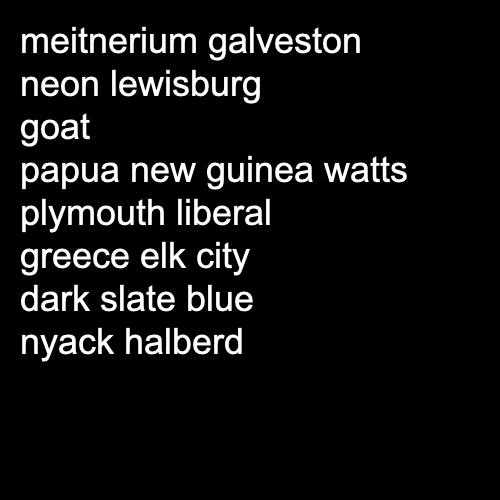 meitnerium galveston
neon lewisburg
goat
papua new guinea watts
plymouth liberal
greece elk city
dark slate blue
nyack halberd